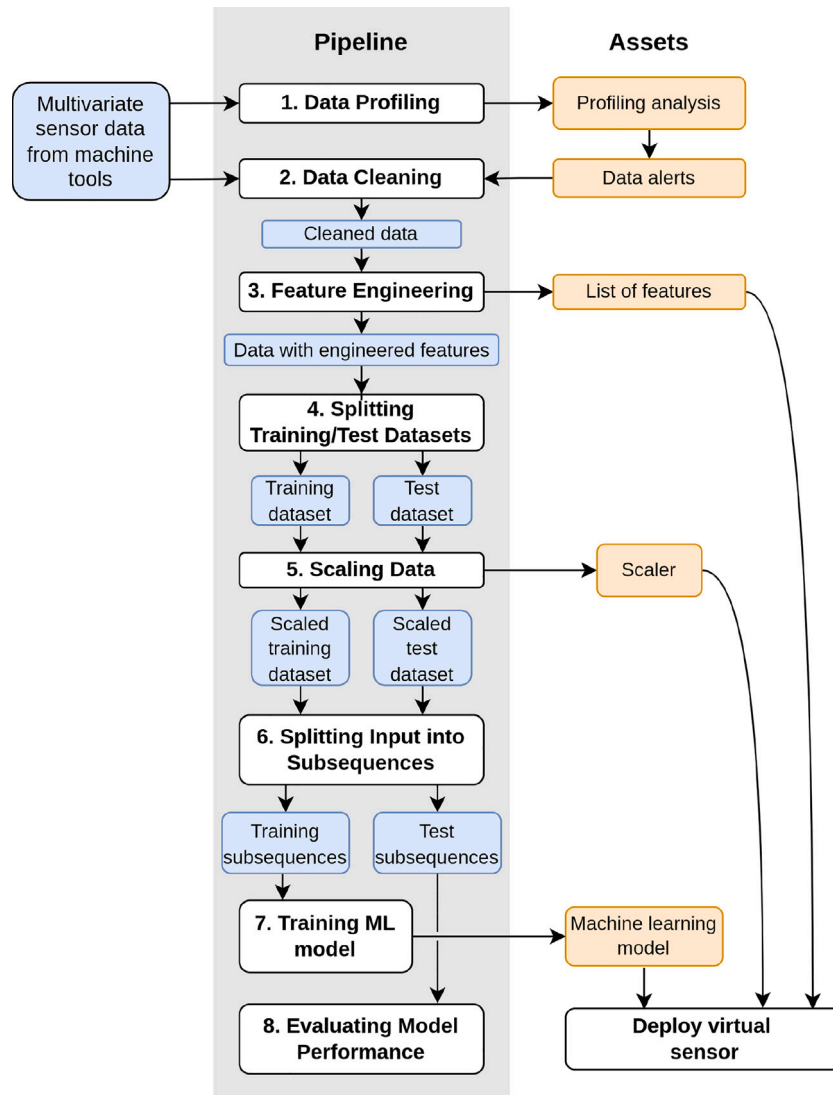 Pipeline
Assets
Multivariate
sensor data
from machine
tools
1. Data Profiling
Profiling analysis
2. Data Cleaning
Data alerts
Cleaned data
3. Feature Engineering
List of features
Data with engineered features
4. Splitting
Training/Test Datasets
Training
dataset
Test
dataset
5. Scaling Data
Scaler
Scaled
training
dataset
Scaled
test
dataset
6. Splitting Input into
Subsequences
Training
subsequences
Test
subsequences
7. Training ML
model
Machine learning
model
8. Evaluating Model
Performance
Deploy virtual
sensor